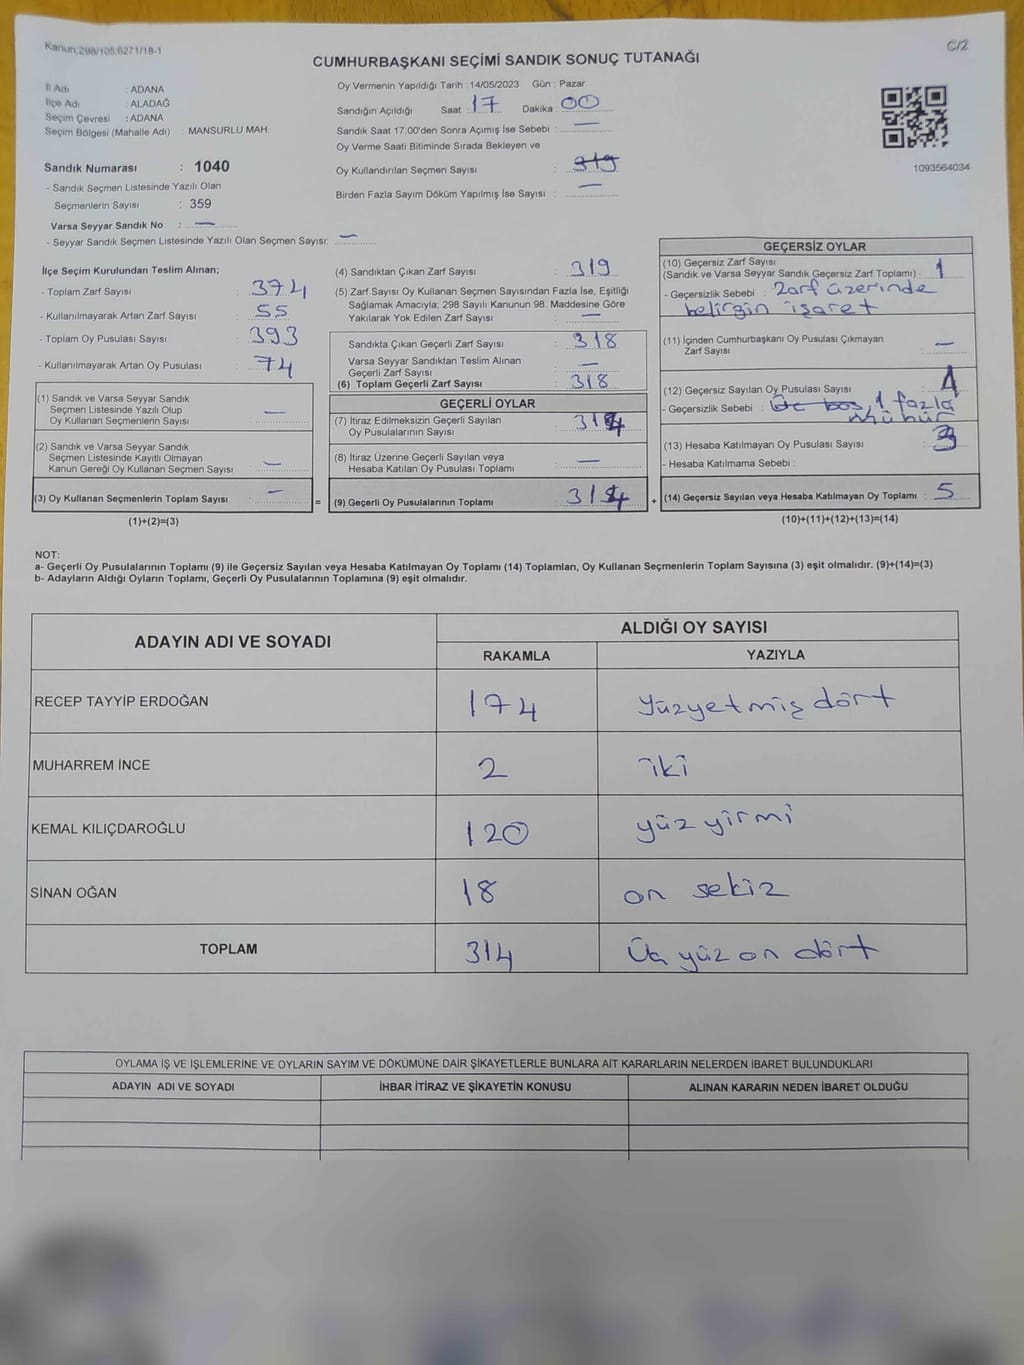 Kanun;298/105;6271/18-1
C/2
CUMHURBAŞKANI SEÇİMİ SANDIK SONUÇ TUTANAĞI
İl Adı : ADANA
İlçe Adı : ALADAĞ
Seçim Çevresi : ADANA
Seçim Bölgesi (Mahalle Adı) : MANSURLU MAH.
Sandık Numarası : 1040
- Sandık Seçmen Listesinde Yazılı Olan
Seçmenlerin Sayısı : 359
Varsa Seyyar Sandık No : —
- Seyyar Sandık Seçmen Listesinde Yazılı Olan Seçmen Sayısı: —
Oy Vermenin Yapıldığı Tarih : 14/05/2023 Gün : Pazar
Sandığın Açıldığı Saat : 17 Dakika : 00
Sandık Saat 17:00'den Sonra Açımış İse Sebebi : —
Oy Verme Saati Bitiminde Sırada Bekleyen ve
Oy Kullandırılan Seçmen Sayısı : 319
Birden Fazla Sayım Döküm Yapılmış İse Sayısı : —
1093564034
İlçe Seçim Kurulundan Teslim Alınan;
- Toplam Zarf Sayısı : 374
- Kullanılmayarak Artan Zarf Sayısı : 55
- Toplam Oy Pusulası Sayısı : 393
- Kullanılmayarak Artan Oy Pusulası : 74
(1) Sandık ve Varsa Seyyar Sandık
Seçmen Listesinde Yazılı Olup
Oy Kullanan Seçmenlerin Sayısı : —
(2) Sandık ve Varsa Seyyar Sandık
Seçmen Listesinde Kayıtlı Olmayan
Kanun Gereği Oy Kullanan Seçmen Sayısı : —
(3) Oy Kullanan Seçmenlerin Toplam Sayısı : —
(1)+(2)=(3)
=
(4) Sandıktan Çıkan Zarf Sayısı : 319
(5) Zarf Sayısı Oy Kullanan Seçmen Sayısından Fazla İse, Eşitliği
Sağlamak Amacıyla, 298 Sayılı Kanunun 98. Maddesine Göre
Yakılarak Yok Edilen Zarf Sayısı : —
Sandıkta Çıkan Geçerli Zarf Sayısı : 318
Varsa Seyyar Sandıktan Teslim Alınan
Geçerli Zarf Sayısı : —
(6) Toplam Geçerli Zarf Sayısı : 318
GEÇERLİ OYLAR
(7) İtiraz Edilmeksizin Geçerli Sayılan
Oy Pusulalarının Sayısı : 314
(8) İtiraz Üzerine Geçerli Sayılan veya
Hesaba Katılan Oy Pusulası Toplamı : —
(9) Geçerli Oy Pusulalarının Toplamı : 314
+
GEÇERSİZ OYLAR
(10) Geçersiz Zarf Sayısı
(Sandık ve Varsa Seyyar Sandık Geçersiz Zarf Toplamı) : 1
- Geçersizlik Sebebi : Zarf üzerinde
belirgin işaret
(11) İçinden Cumhurbaşkanı Oy Pusulası Çıkmayan
Zarf Sayısı : —
(12) Geçersiz Sayılan Oy Pusulası Sayısı : 1
- Geçersizlik Sebebi : Üc bos, 1 fazla
mühür
(13) Hesaba Katılmayan Oy Pusulası Sayısı : 3
- Hesaba Katılmama Sebebi :
(14) Geçersiz Sayılan veya Hesaba Katılmayan Oy Toplamı : 5
(10)+(11)+(12)+(13)=(14)
NOT:
a- Geçerli Oy Pusulalarının Toplamı (9) ile Geçersiz Sayılan veya Hesaba Katılmayan Oy Toplamı (14) Toplamları, Oy Kullanan Seçmenlerin Toplam Sayısına (3) eşit olmalıdır. (9)+(14)=(3)
b- Adayların Aldığı Oyların Toplamı, Geçerli Oy Pusulalarının Toplamına (9) eşit olmalıdır.
ADAYIN ADI VE SOYADI
ALDIĞI OY SAYISI
RAKAMLA YAZIYLA
RECEP TAYYİP ERDOĞAN 174 Yüzyetmiş dört
MUHARREM İNCE 2 iki
KEMAL KILIÇDAROĞLU 120 yüz yirmi
SİNAN OĞAN 18 on sekiz
TOPLAM 314 Üç yüz on dört
OYLAMA İŞ VE İŞLEMLERİNE VE OYLARIN SAYIM VE DÖKÜMÜNE DAİR ŞİKAYETLERLE BUNLARA AİT KARARLARIN NELERDEN İBARET BULUNDUKLARI
ADAYIN ADI VE SOYADI İHBAR İTİRAZ VE ŞİKAYETİN KONUSU ALINAN KARARIN NEDEN İBARET OLDUĞU